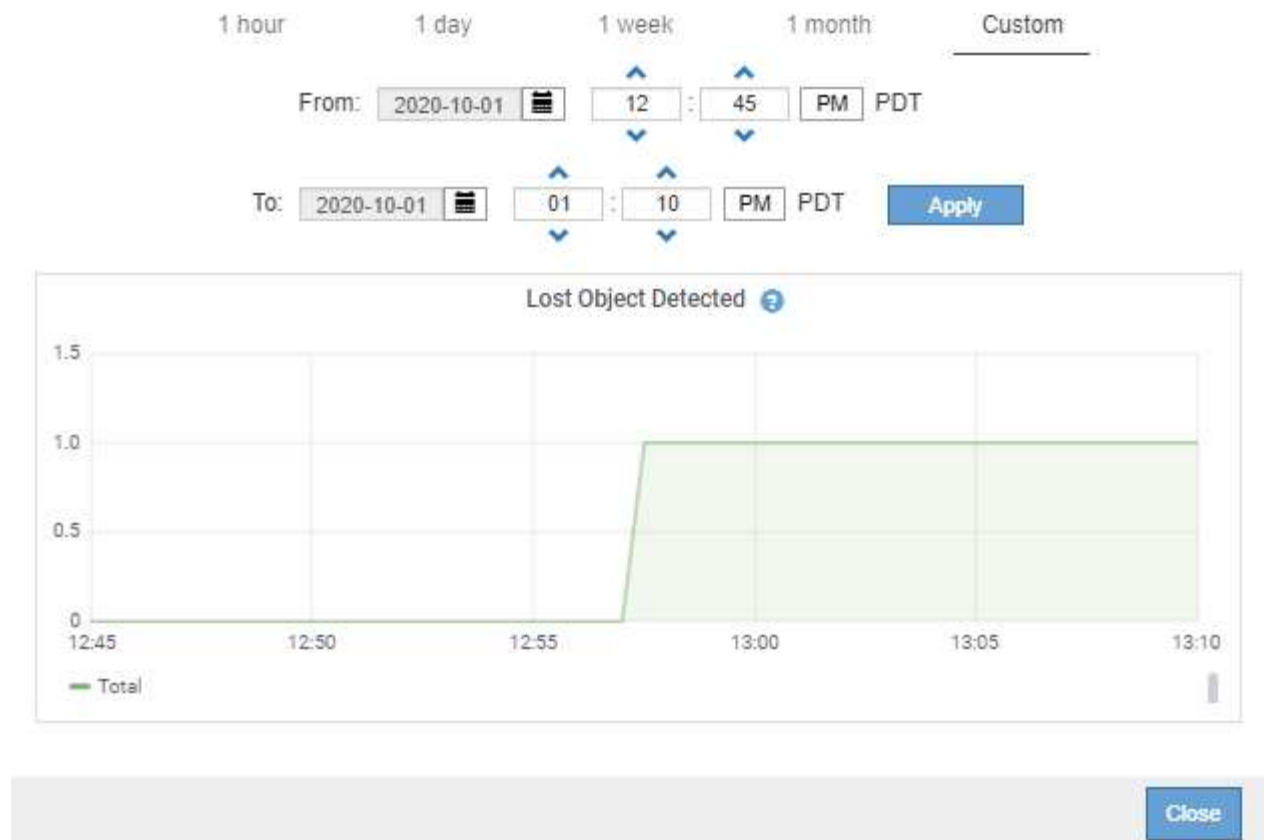 1 hour 1 day 1 week 1 month Custom
From: 2020-10-01 12 : 45 PM PDT
To: 2020-10-01 01 : 10 PM PDT Apply
Lost Object Detected ?
1.5
1.0
0.5
0
12:45 12:50 12:55 13:00 13:05 13:10
Total
Close